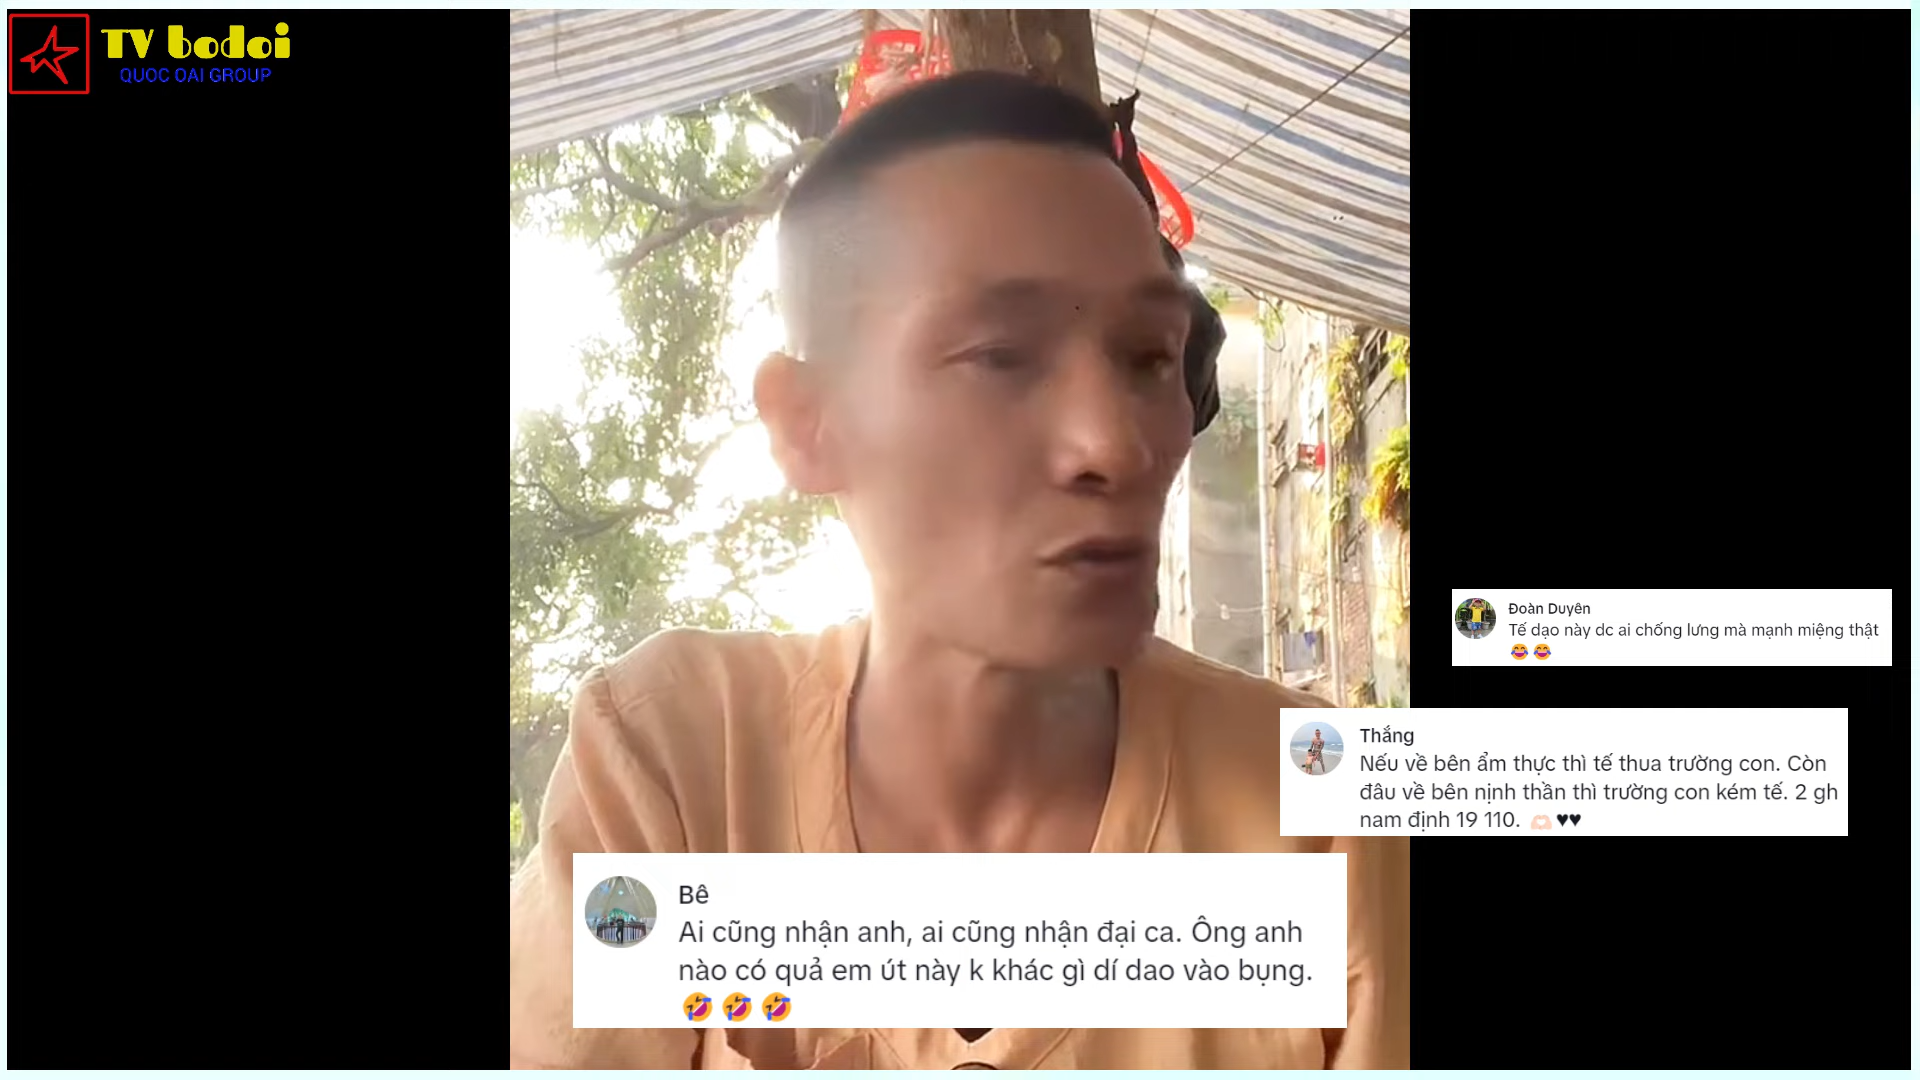 TV bodoi
QUOC OAI GROUP
Đoàn Duyên
Tế dạo này dc ai chống lưng mà mạnh miệng thật
😂😂
Thắng
Nếu về bên ẩm thực thì tế thua trường con. Còn
đâu về bên nịnh thần thì trường con kém tế. 2 gh
nam định 19 110. 🫶🏻♥♥
Bê
Ai cũng nhận anh, ai cũng nhận đại ca. Ông anh
nào có quả em út này k khác gì dí dao vào bụng.
🤣🤣🤣